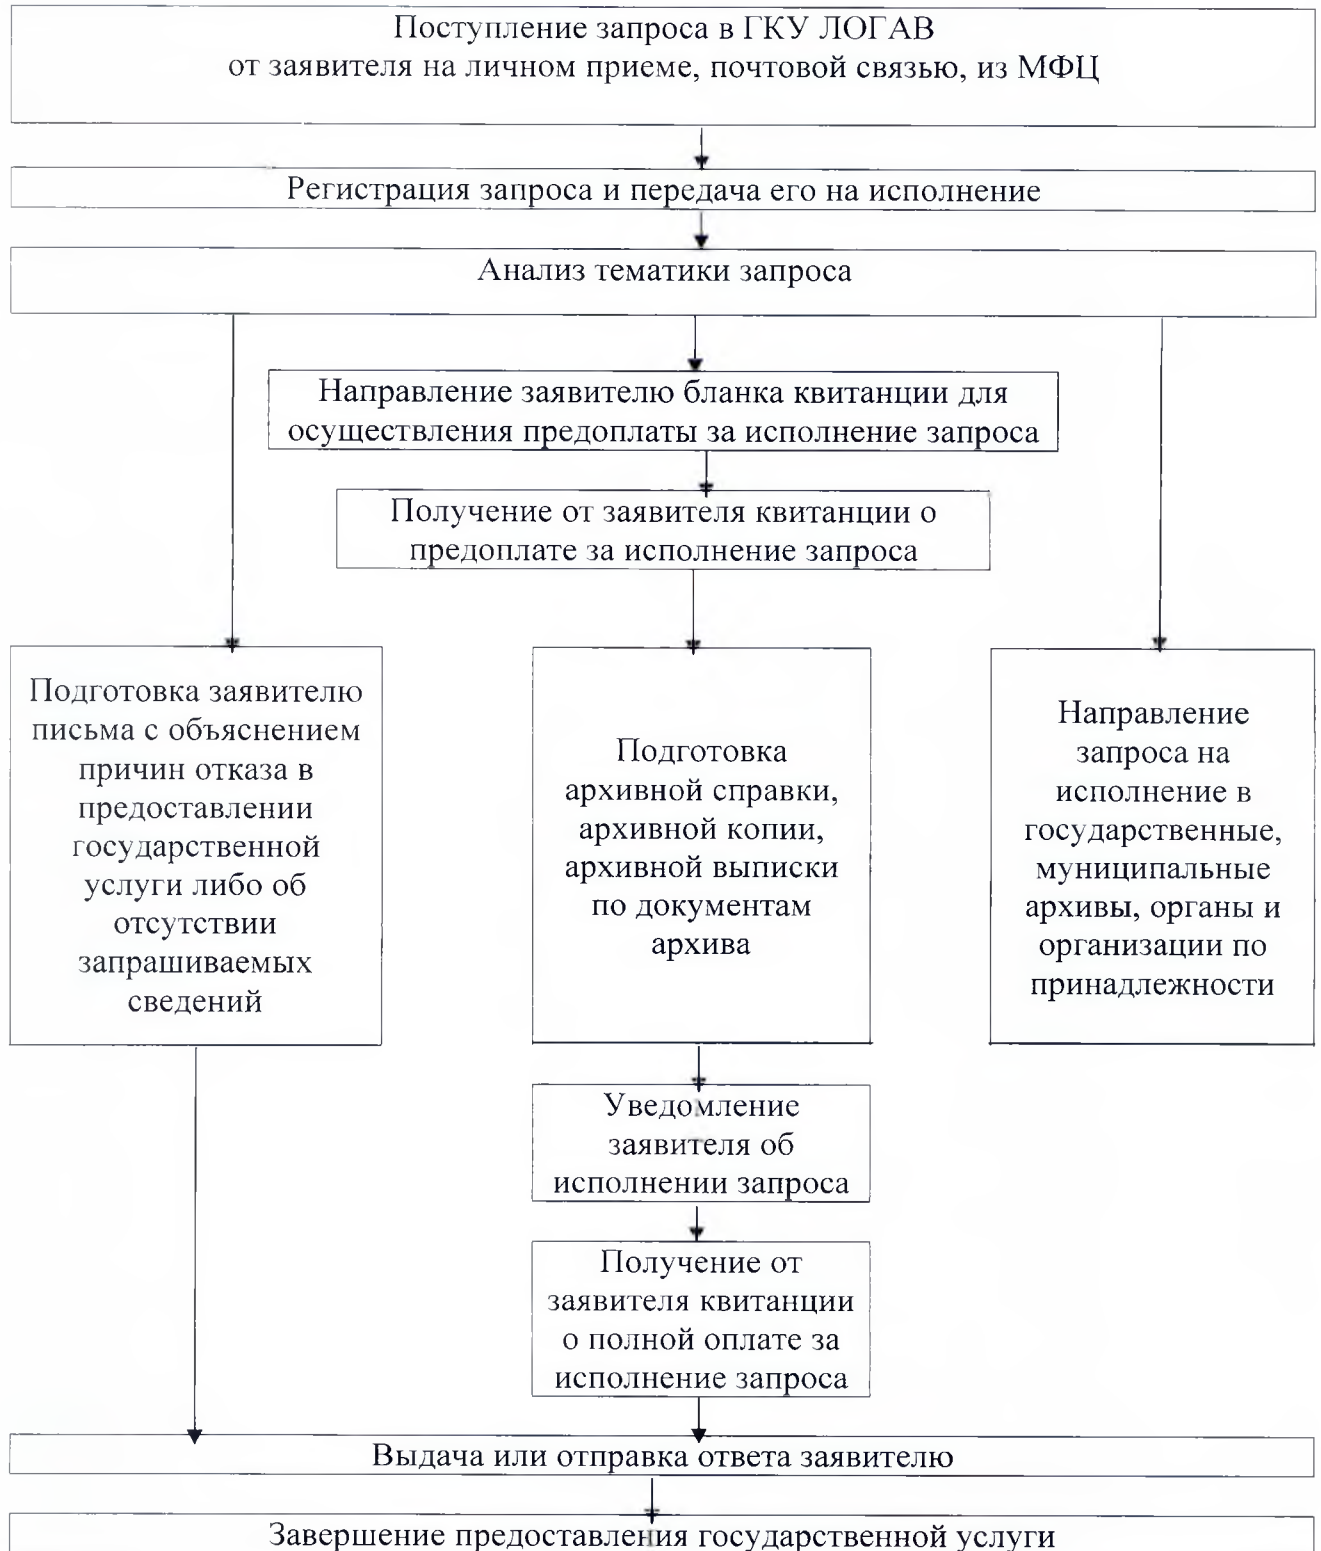 Поступление запроса в ГКУ ЛОГАВ
от заявителя на личном приеме, почтовой связью, из МФЦ
Регистрация запроса и передача его на исполнение
Анализ тематики запроса
Направление заявителю бланка квитанции для
осуществления предоплаты за исполнение запроса
Получение от заявителя квитанции о
предоплате за исполнение запроса
Подготовка заявителю
письма с объяснением
причин отказа в
предоставлении
государственной
услуги либо об
отсутствии
запрашиваемых
сведений
Подготовка
архивной справки,
архивной копии,
архивной выписки
по документам
архива
Направление
запроса на
исполнение в
государственные,
муниципальные
архивы, органы и
организации по
принадлежности
Уведомление
заявителя об
исполнении запроса
Получение от
заявителя квитанции
о полной оплате за
исполнение запроса
Выдача или отправка ответа заявителю
Завершение предоставления государственной услуги